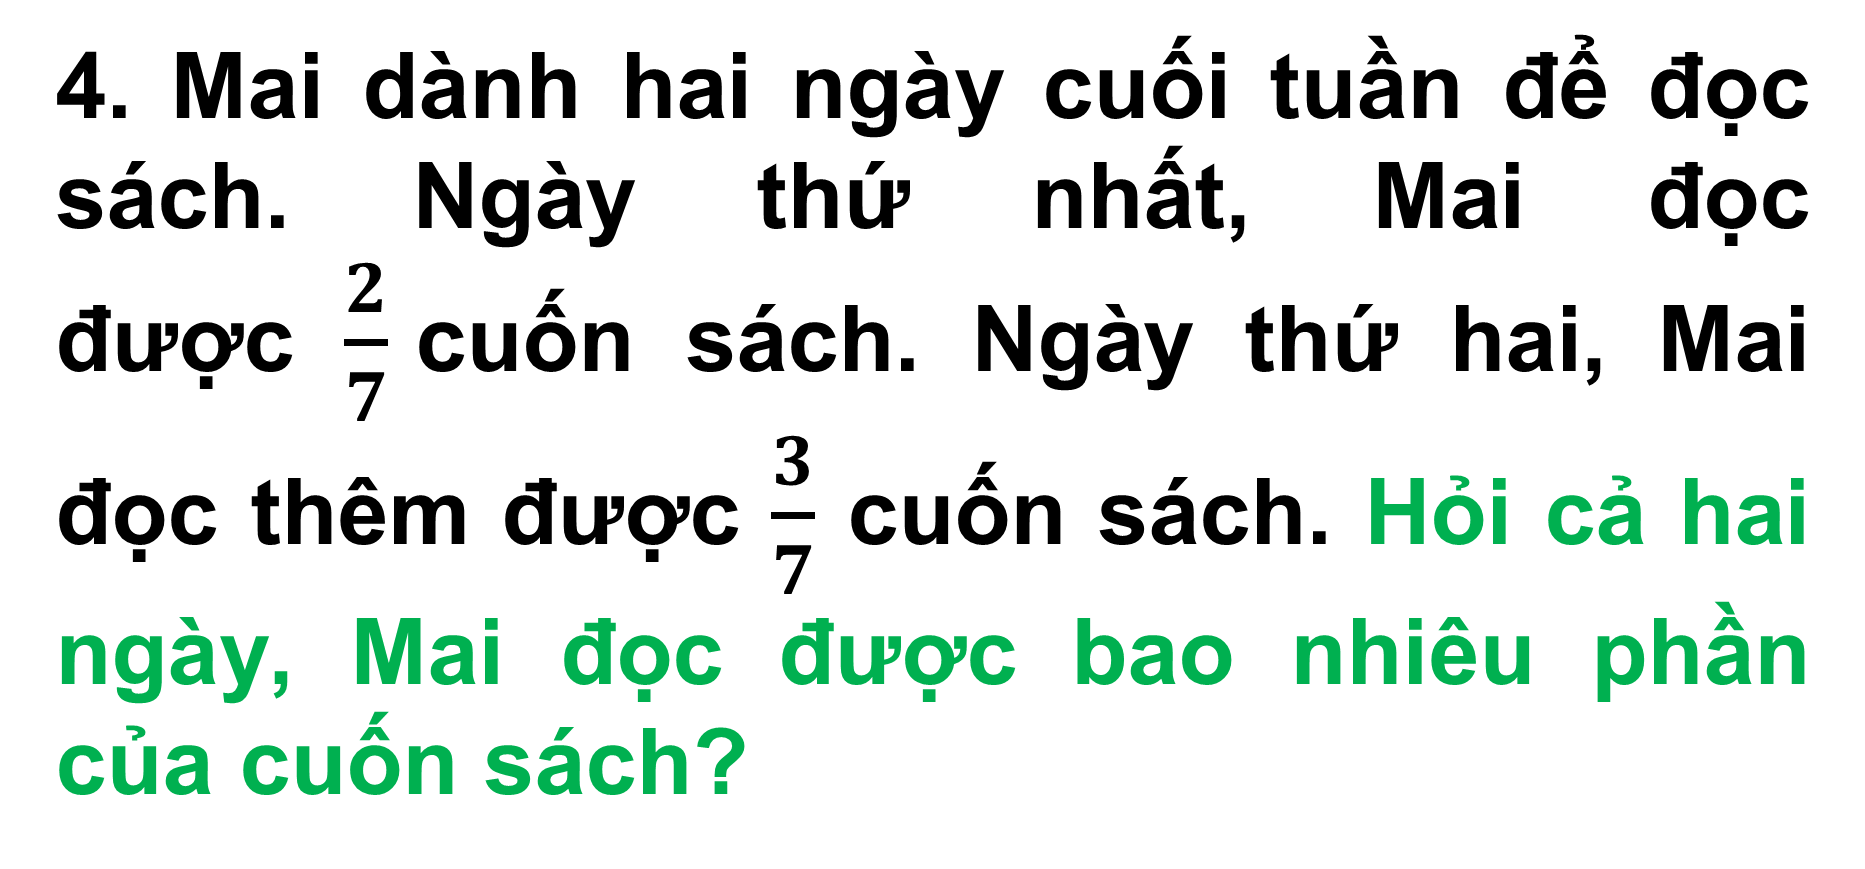 4. Mai dành hai ngày cuối tuần để đọc
sách. Ngày thứ nhất, Mai đọc
được 2/7 cuốn sách. Ngày thứ hai, Mai
đọc thêm được 3/7 cuốn sách. Hỏi cả hai
ngày, Mai đọc được bao nhiêu phần
của cuốn sách?